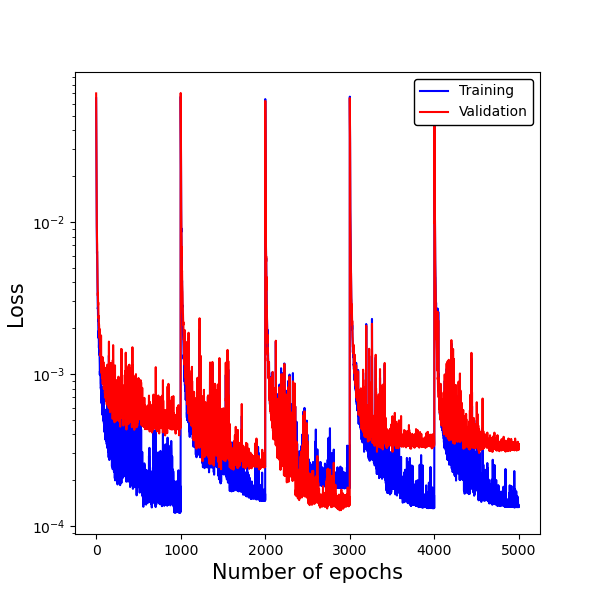 Training
Validation
Loss
10⁻²
10⁻³
10⁻⁴
0 1000 2000 3000 4000 5000
Number of epochs